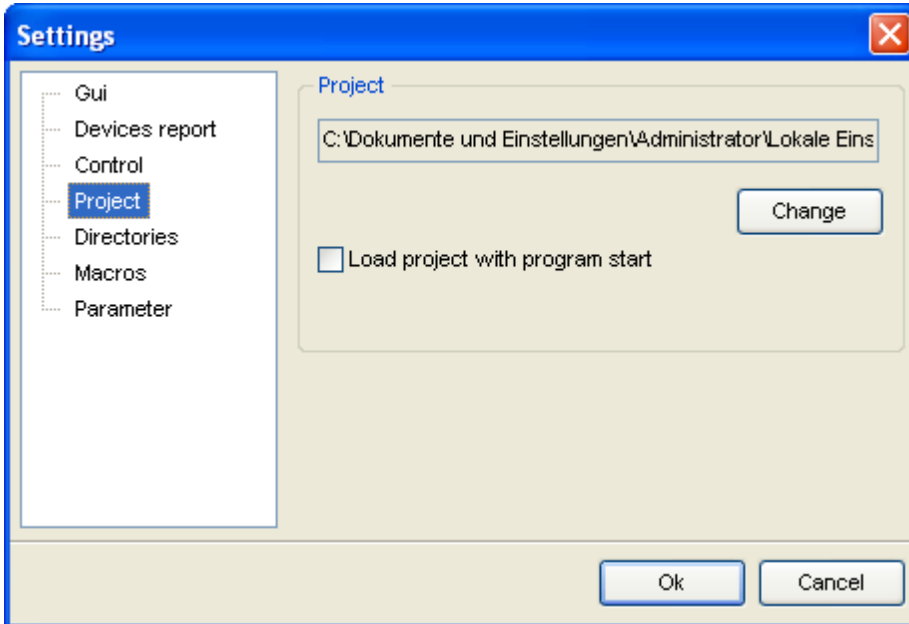 Settings
Gui
Devices report
Control
Project
Directories
Macros
Parameter
Project
C:\Dokumente und Einstellungen\Administrator\Lokale Eins
Change
Load project with program start
Ok
Cancel